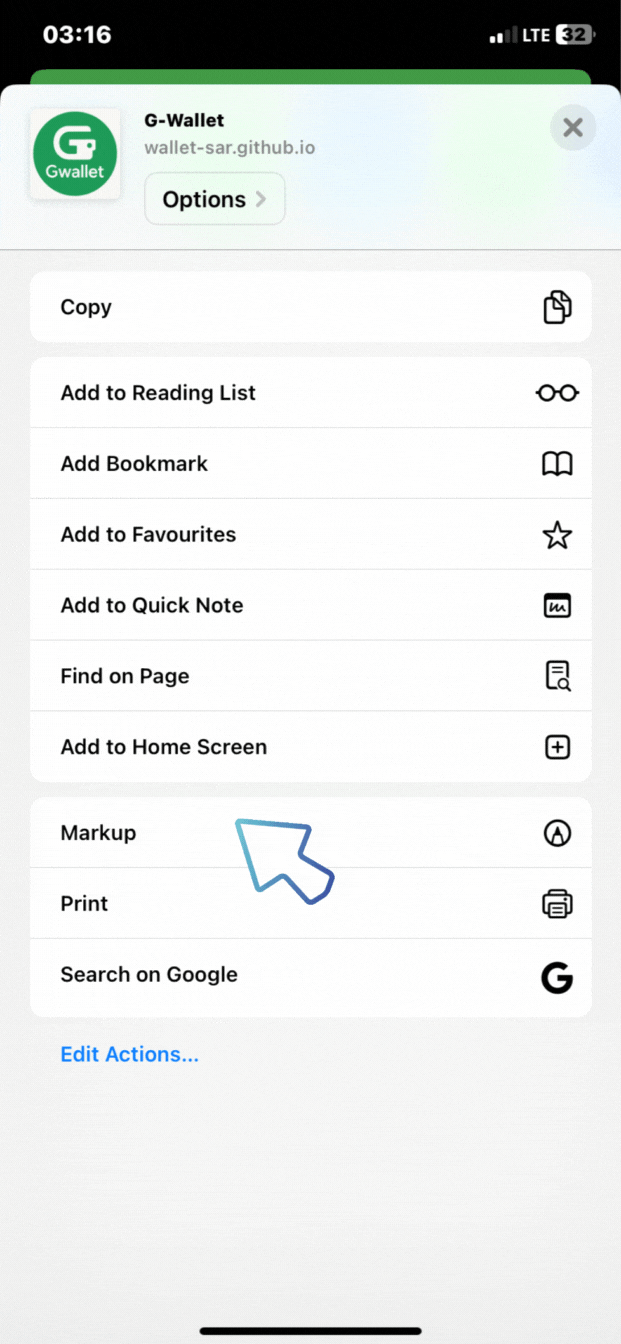 03:16
LTE 32
G-Wallet
wallet-sar.github.io
Gwallet
Options
Copy
Add to Reading List
Add Bookmark
Add to Favourites
Add to Quick Note
Find on Page
Add to Home Screen
Markup
Print
Search on Google
Edit Actions...